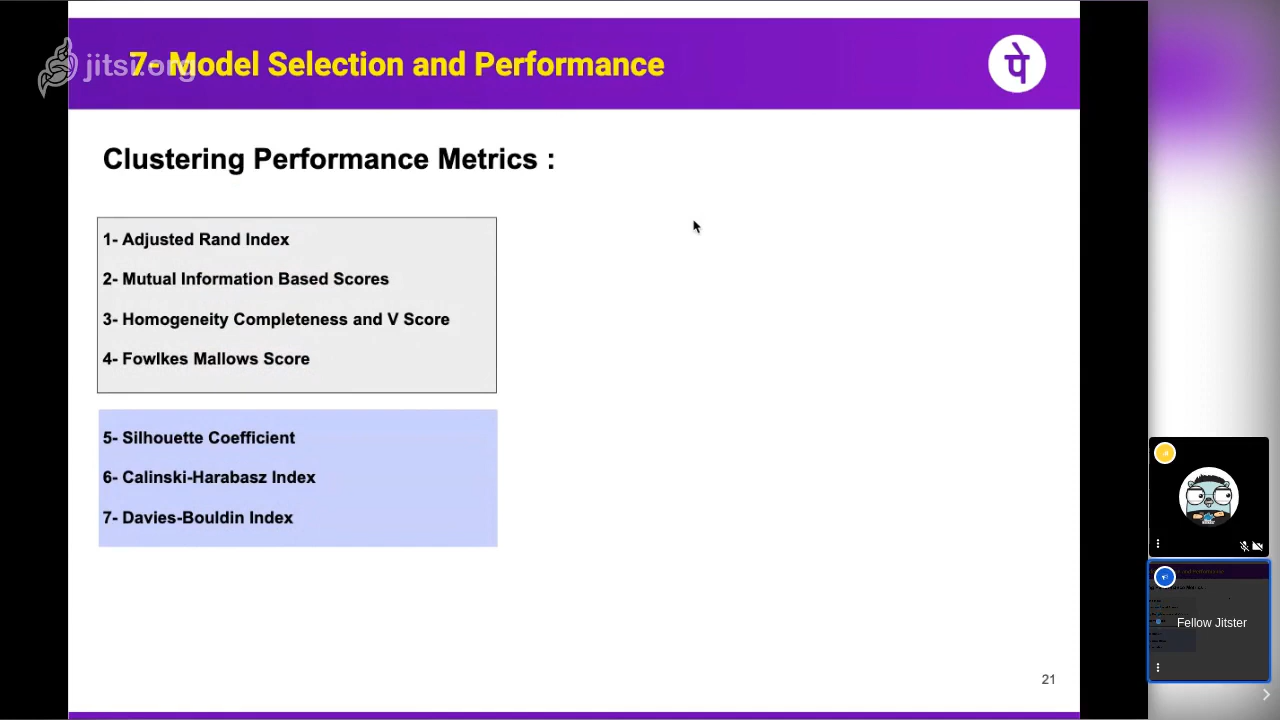 jitsi.org
7- Model Selection and Performance
पे
Clustering Performance Metrics :
1- Adjusted Rand Index
2- Mutual Information Based Scores
3- Homogeneity Completeness and V Score
4- Fowlkes Mallows Score
5- Silhouette Coefficient
6- Calinski-Harabasz Index
7- Davies-Bouldin Index
Fellow Jitster
21